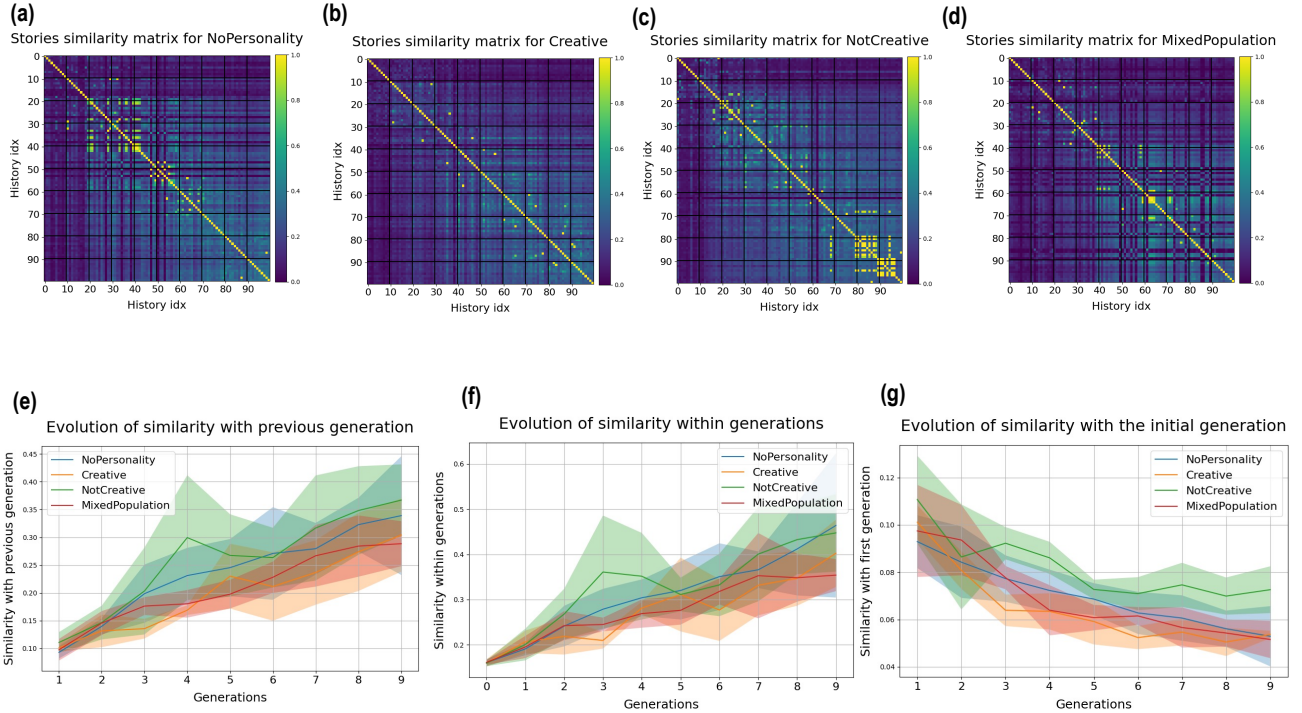 (a)
Stories similarity matrix for NoPersonality
0
10
20
30
40
50
60
70
80
90
History idx
0 10 20 30 40 50 60 70 80 90
History idx
1.0
0.8
0.6
0.4
0.2
0.0
(b)
Stories similarity matrix for Creative
0
10
20
30
40
50
60
70
80
90
History idx
0 10 20 30 40 50 60 70 80 90
History idx
1.0
0.8
0.6
0.4
0.2
0.0
(c)
Stories similarity matrix for NotCreative
0
10
20
30
40
50
60
70
80
90
History idx
0 10 20 30 40 50 60 70 80 90
History idx
1.0
0.8
0.6
0.4
0.2
0.0
(d)
Stories similarity matrix for MixedPopulation
0
10
20
30
40
50
60
70
80
90
History idx
0 10 20 30 40 50 60 70 80 90
History idx
1.0
0.8
0.6
0.4
0.2
0.0
(e)
Evolution of similarity with previous generation
Similarity with previous generation
0.45
0.40
0.35
0.30
0.25
0.20
0.15
0.10
NoPersonality
Creative
NotCreative
MixedPopulation
1 2 3 4 5 6 7 8 9
Generations
(f)
Evolution of similarity within generations
Similarity within generations
0.6
0.5
0.4
0.3
0.2
NoPersonality
Creative
NotCreative
MixedPopulation
0 1 2 3 4 5 6 7 8 9
Generations
(g)
Evolution of similarity with the initial generation
Similarity with first generation
0.12
0.10
0.08
0.06
0.04
NoPersonality
Creative
NotCreative
MixedPopulation
1 2 3 4 5 6 7 8 9
Generations